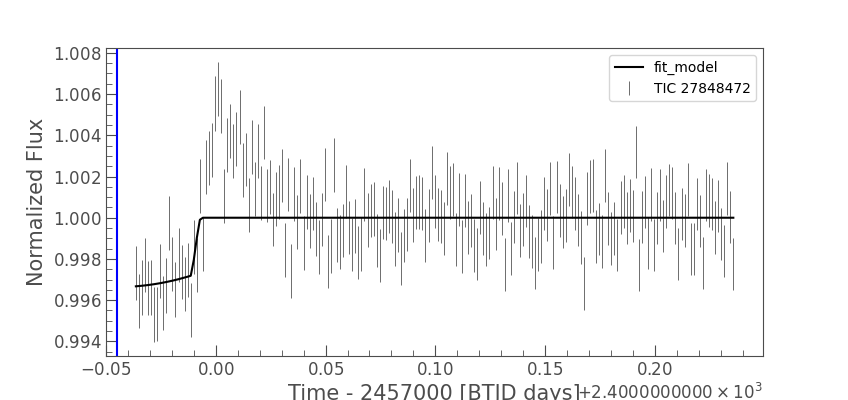 1.008
1.006
1.004
1.002
1.000
0.998
0.996
0.994
Normalized Flux
fit_model
TIC 27848472
−0.05 0.00 0.05 0.10 0.15 0.20
Time - 2457000 [BTJD days]
+2.4000000000 × 10³